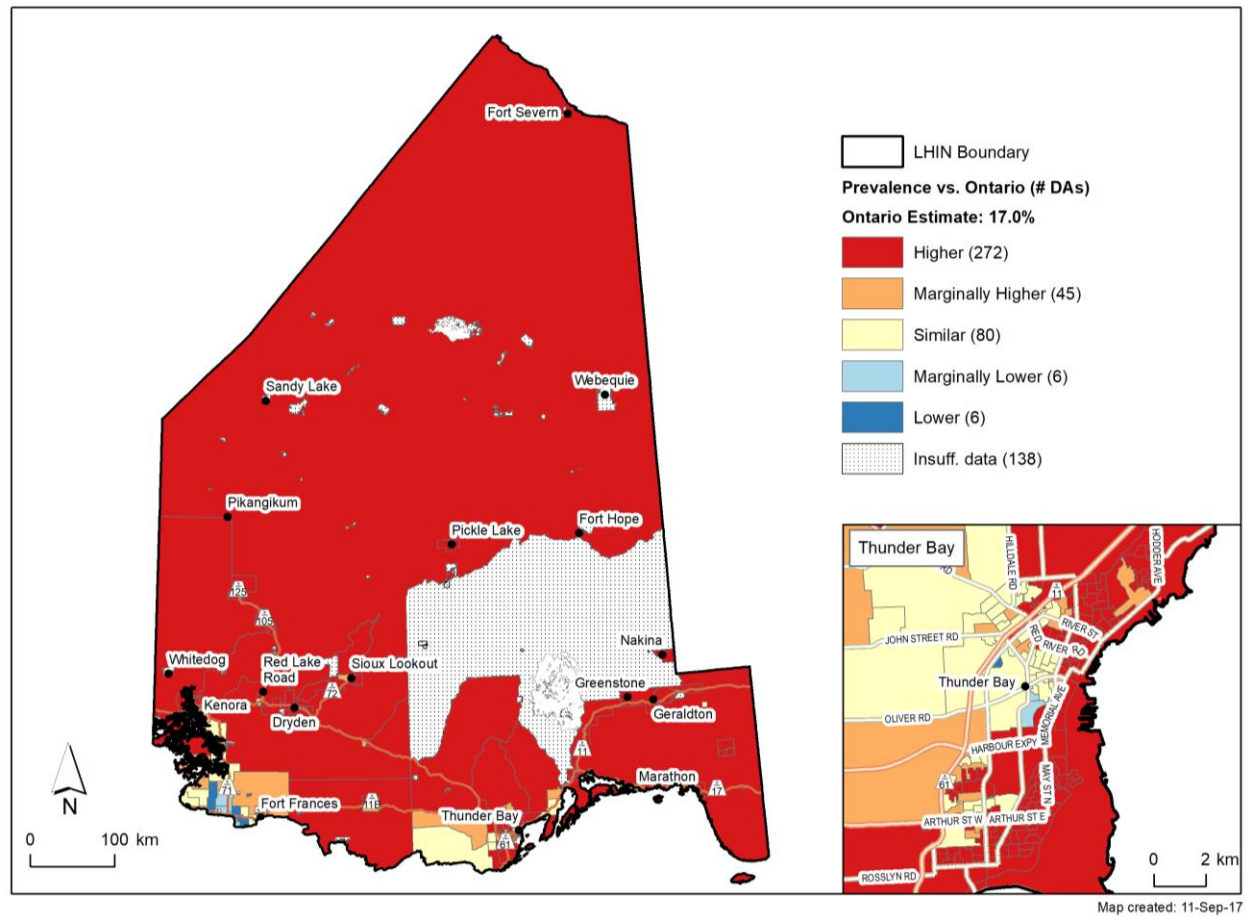 Fort Severn
Sandy Lake
Webequie
Pikangikum
Pickle Lake
Fort Hope
125
105
Nakina
Whitedog
Red Lake
Road
Sioux Lookout
72
Greenstone
Kenora
Dryden
Geraldton
11
Marathon
17
71
Fort Frances
11B
Thunder Bay
61
N
0 100 km
LHIN Boundary
Prevalence vs. Ontario (# DAs)
Ontario Estimate: 17.0%
Higher (272)
Marginally Higher (45)
Similar (80)
Marginally Lower (6)
Lower (6)
Insuff. data (138)
Thunder Bay
HILLDALE RD
HODDER AVE
11
RIVER ST
JOHN STREET RD
RED RIVER RD
Thunder Bay
OLIVER RD
MEMORIAL AVE
HARBOUR EXPY
61
MAY ST N
ARTHUR ST W
ARTHUR ST E
ROSSLYN RD
0 2 km
Map created: 11-Sep-17